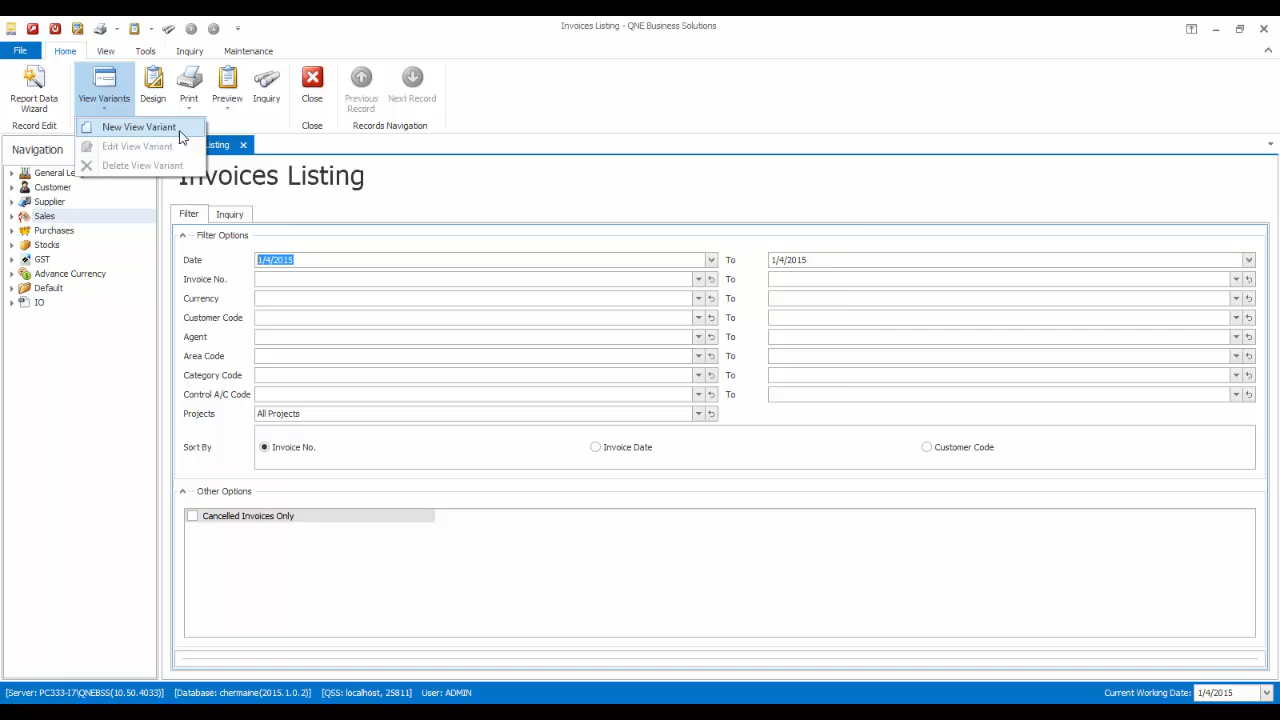 Invoices Listing - QNE Business Solutions
File Home View Tools Inquiry Maintenance
Report Data Wizard
View Variants
Design
Print
Preview
Inquiry
Close
Previous Record
Next Record
Record Edit
Close
Records Navigation
New View Variant
Edit View Variant
Delete View Variant
Navigation
General Le
Customer
Supplier
Sales
Purchases
Stocks
GST
Advance Currency
Default
IO
Listing
Invoices Listing
Filter Inquiry
Filter Options
Date 1/4/2015 To 1/4/2015
Invoice No. To
Currency To
Customer Code To
Agent To
Area Code To
Category Code To
Control A/C Code To
Projects All Projects
Sort By Invoice No. Invoice Date Customer Code
Other Options
Cancelled Invoices Only
[Server: PC333-I7\QNEBSS(10.50.4033)] [Database: chermaine(2015.1.0.2)] [QSS: localhost, 25811] User: ADMIN Current Working Date: 1/4/2015